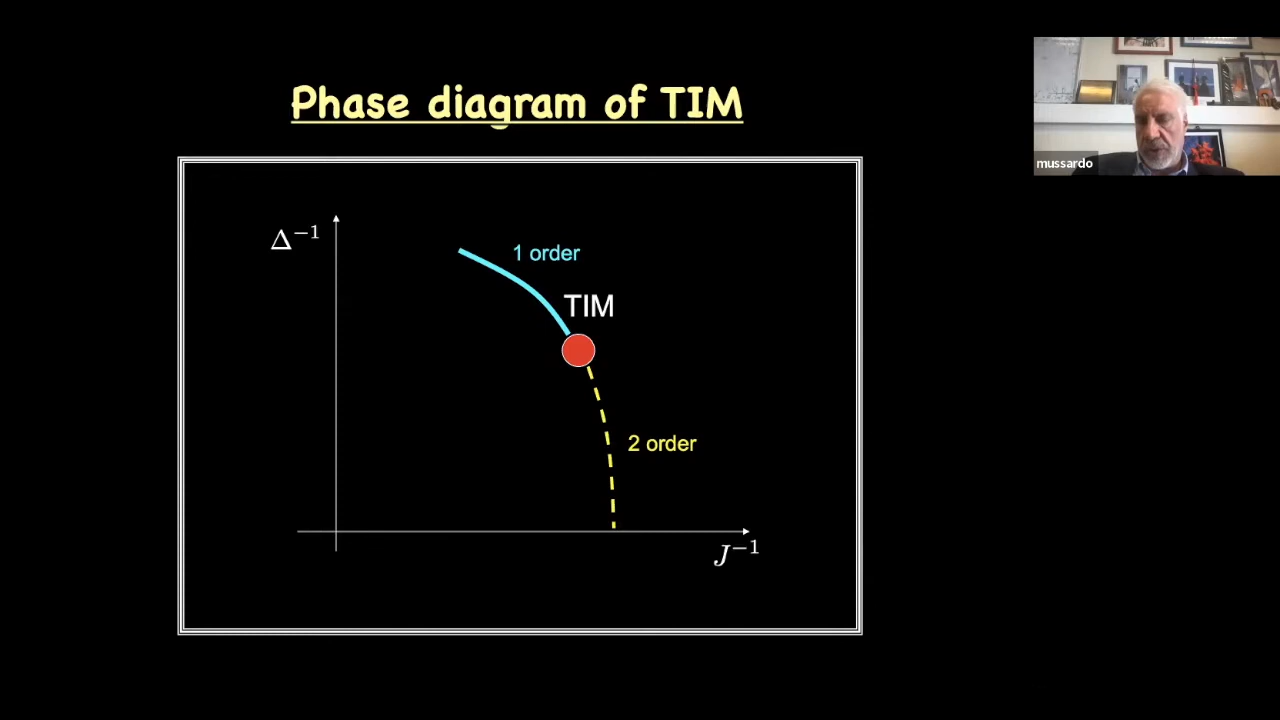 Phase diagram of TIM
mussardo
Δ⁻¹
1 order
TIM
2 order
J⁻¹